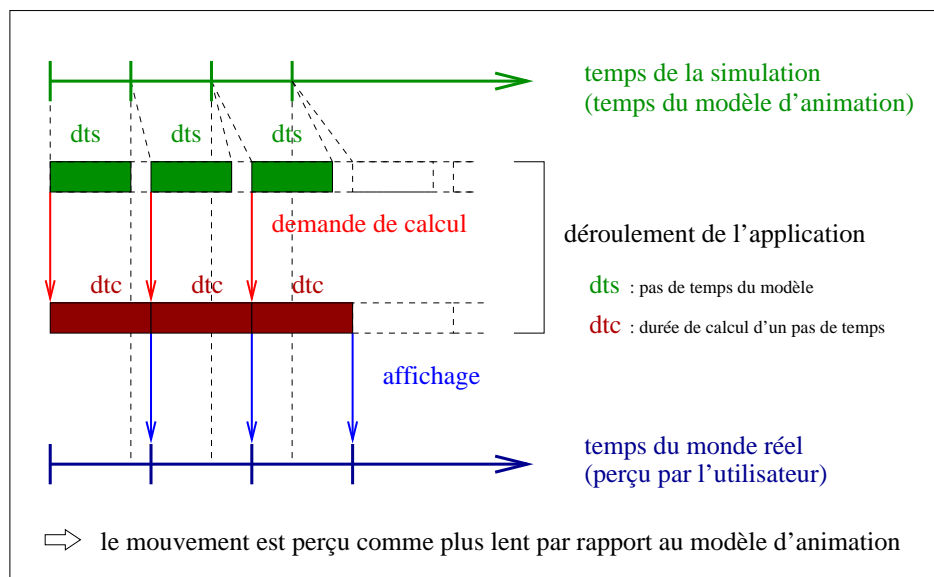 temps de la simulation
(temps du modèle d'animation)
dts dts dts
demande de calcul
déroulement de l'application
dtc dtc dtc
dts : pas de temps du modèle
dtc : durée de calcul d'un pas de temps
affichage
temps du monde réel
(perçu par l'utilisateur)
le mouvement est perçu comme plus lent par rapport au modèle d'animation